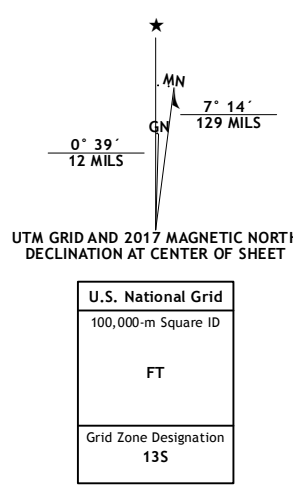 ★
MN
7° 14´
129 MILS
GN
0° 39´
12 MILS
UTM GRID AND 2017 MAGNETIC NORTH
DECLINATION AT CENTER OF SHEET
U.S. National Grid
100,000-m Square ID
FT
Grid Zone Designation
13S